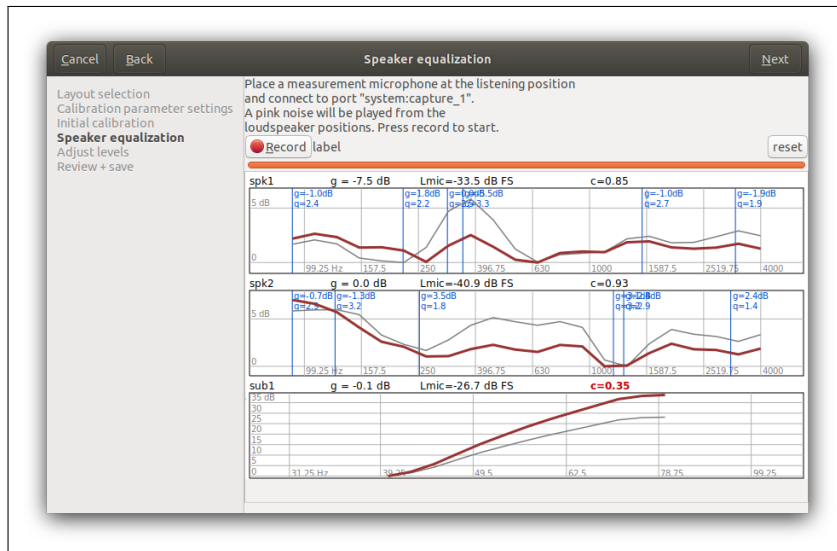 Cancel Back Speaker equalization Next
Layout selection
Calibration parameter settings
Initial calibration
Speaker equalization
Adjust levels
Review + save
Place a measurement microphone at the listening position
and connect to port "system:capture_1".
A pink noise will be played from the
loudspeaker positions. Press record to start.
Record label reset
spk1 g = -7.5 dB Lmic=-33.5 dB FS c=0.85
g=-1.0dB g=1.8dB g=-1.0dB g=-1.9dB
q=2.4 q=2.2 q=2.7 q=1.9
5 dB
0
99.25 Hz 157.5 250 396.75 630 1000 1587.5 2519.75 4000
spk2 g = 0.0 dB Lmic=-40.9 dB FS c=0.93
g=-0.7dB g=-1.3dB g=3.5dB g=2.4dB
q=3.2 q=1.8 q=1.4
5 dB
0
99.25 Hz 157.5 250 396.75 630 1000 1587.5 2519.75 4000
sub1 g = -0.1 dB Lmic=-26.7 dB FS c=0.35
35 dB
30
25
20
15
10
5
0
31.25 Hz 39.25 49.5 62.5 78.75 99.25